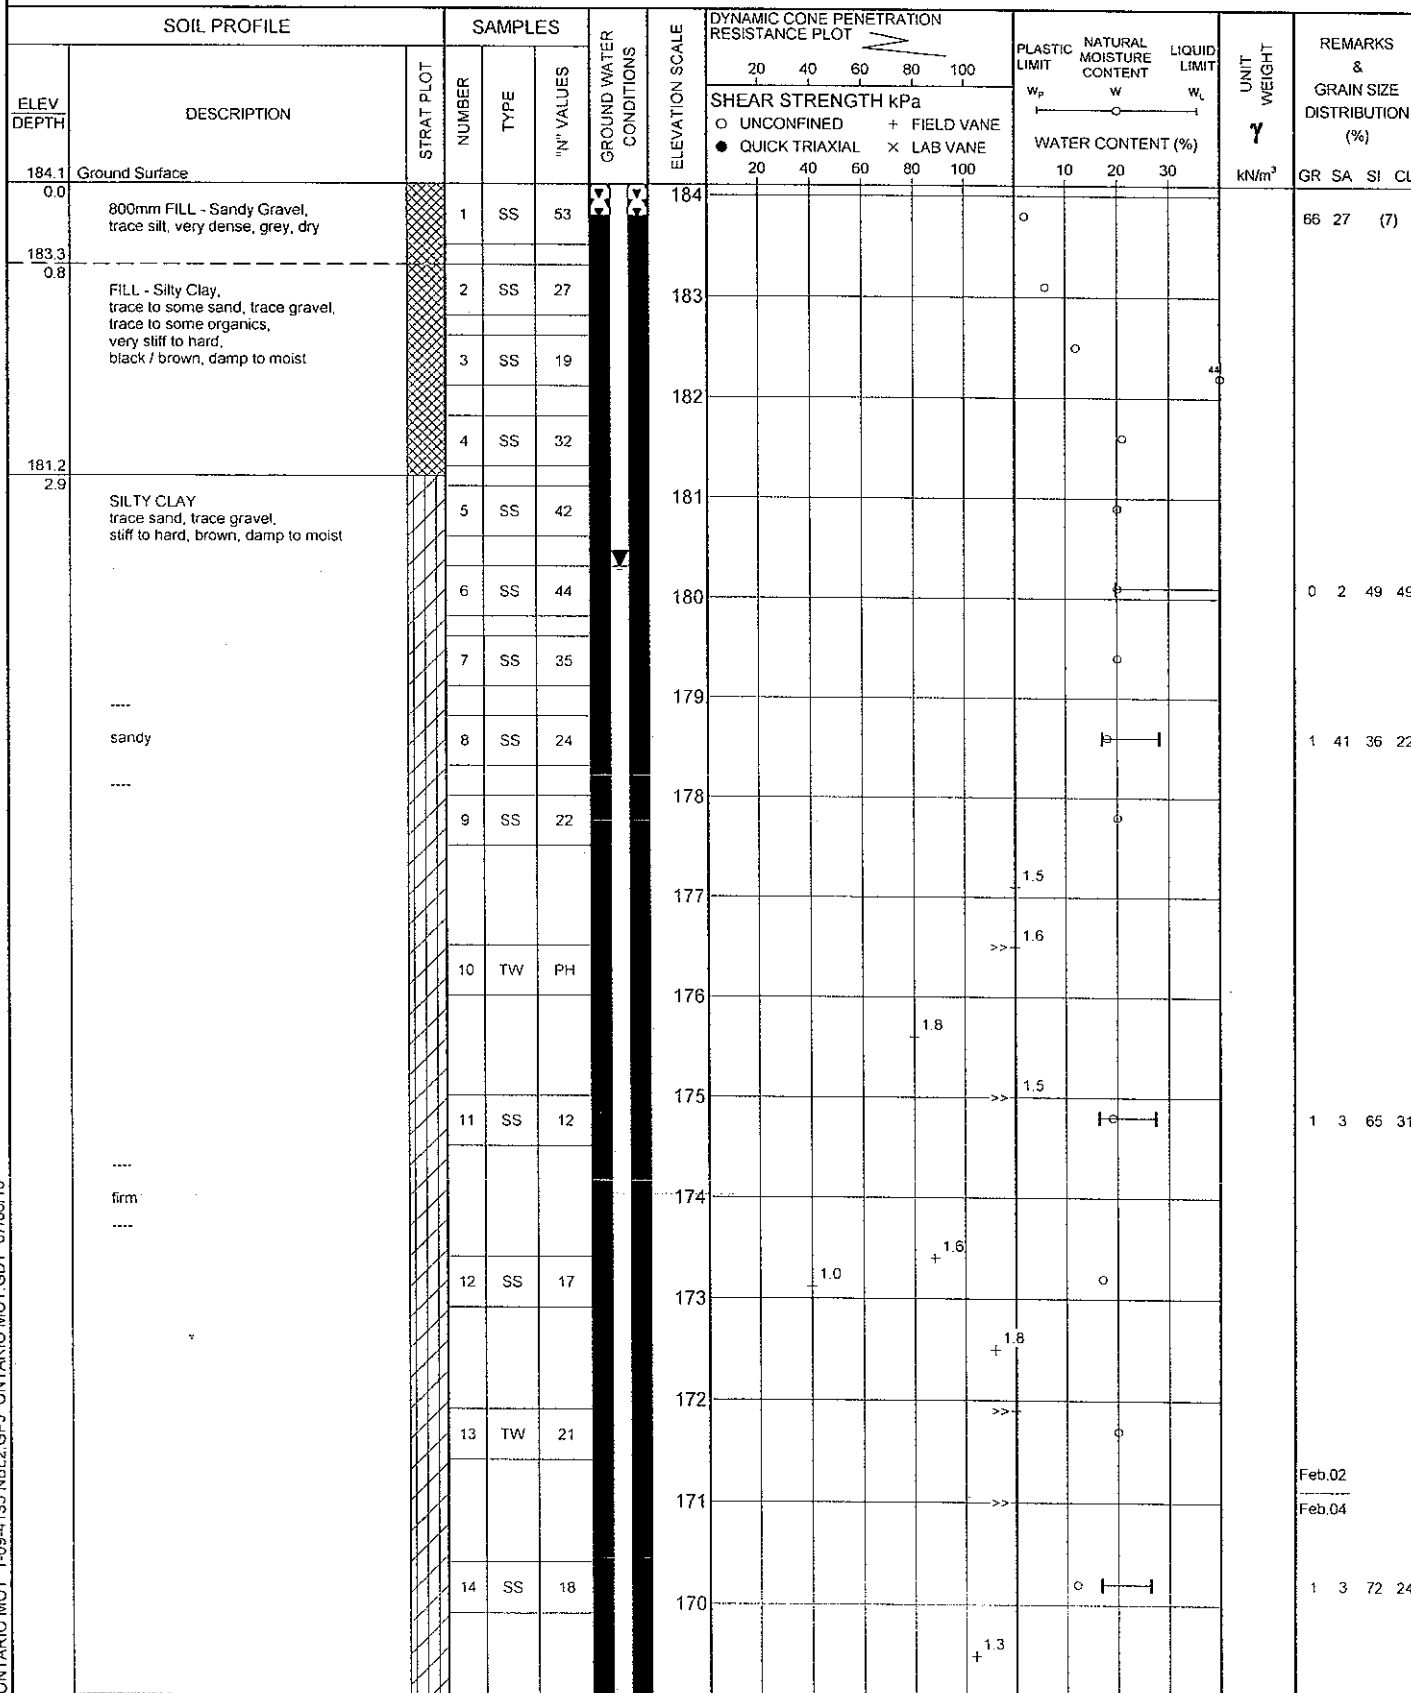 SOIL PROFILE
SAMPLES
GROUND WATER CONDITIONS
ELEVATION SCALE
DYNAMIC CONE PENETRATION
RESISTANCE PLOT
20 40 60 80 100
SHEAR STRENGTH kPa
○ UNCONFINED + FIELD VANE
● QUICK TRIAXIAL × LAB VANE
20 40 60 80 100
PLASTIC LIMIT
NATURAL MOISTURE CONTENT
LIQUID LIMIT
WP W WL
WATER CONTENT (%)
10 20 30
UNIT WEIGHT
γ
kN/m³
REMARKS
&
GRAIN SIZE
DISTRIBUTION
(%)
GR SA SI CL
ELEV
DEPTH
DESCRIPTION
STRAT PLOT
NUMBER
TYPE
"N" VALUES
184.1 Ground Surface
0.0
184
800mm FILL - Sandy Gravel,
trace silt, very dense, grey, dry
1 SS 53
66 27 (7)
183.3
0.8
FILL - Silty Clay,
trace to some sand, trace gravel,
trace to some organics,
very stiff to hard,
black / brown, damp to moist
2 SS 27
183
3 SS 19
44
182
4 SS 32
181.2
2.9
SILTY CLAY
trace sand, trace gravel,
stiff to hard, brown, damp to moist
5 SS 42
181
6 SS 44
180
0 2 49 49
7 SS 35
179
----
sandy
----
8 SS 24
1 41 36 22
178
9 SS 22
1.5
177
>> 1.6
10 TW PH
176
1.8
175
>> 1.5
11 SS 12
1 3 65 31
----
firm
----
174
1.6
1.0
12 SS 17
173
1.8
172
>>
13 TW 21
Feb.02
171
>>
Feb.04
14 SS 18
170
1 3 72 24
1.3